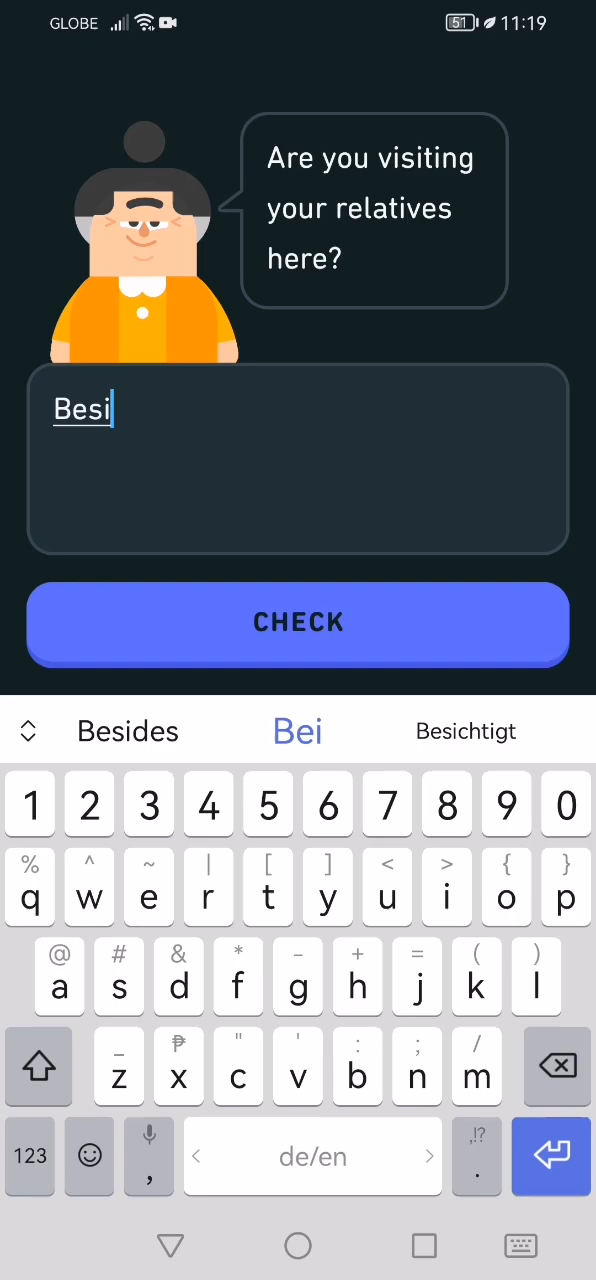 GLOBE 51 11:19
Are you visiting
your relatives
here?
Besi
CHECK
Besides Bei Besichtigt
1 2 3 4 5 6 7 8 9 0
% ^ ~ | [ ] < > { }
q w e r t y u i o p
@ # & * - + = ( )
a s d f g h j k l
_ ₱ " ' : ; /
z x c v b n m
,!?
123 , < de/en > .